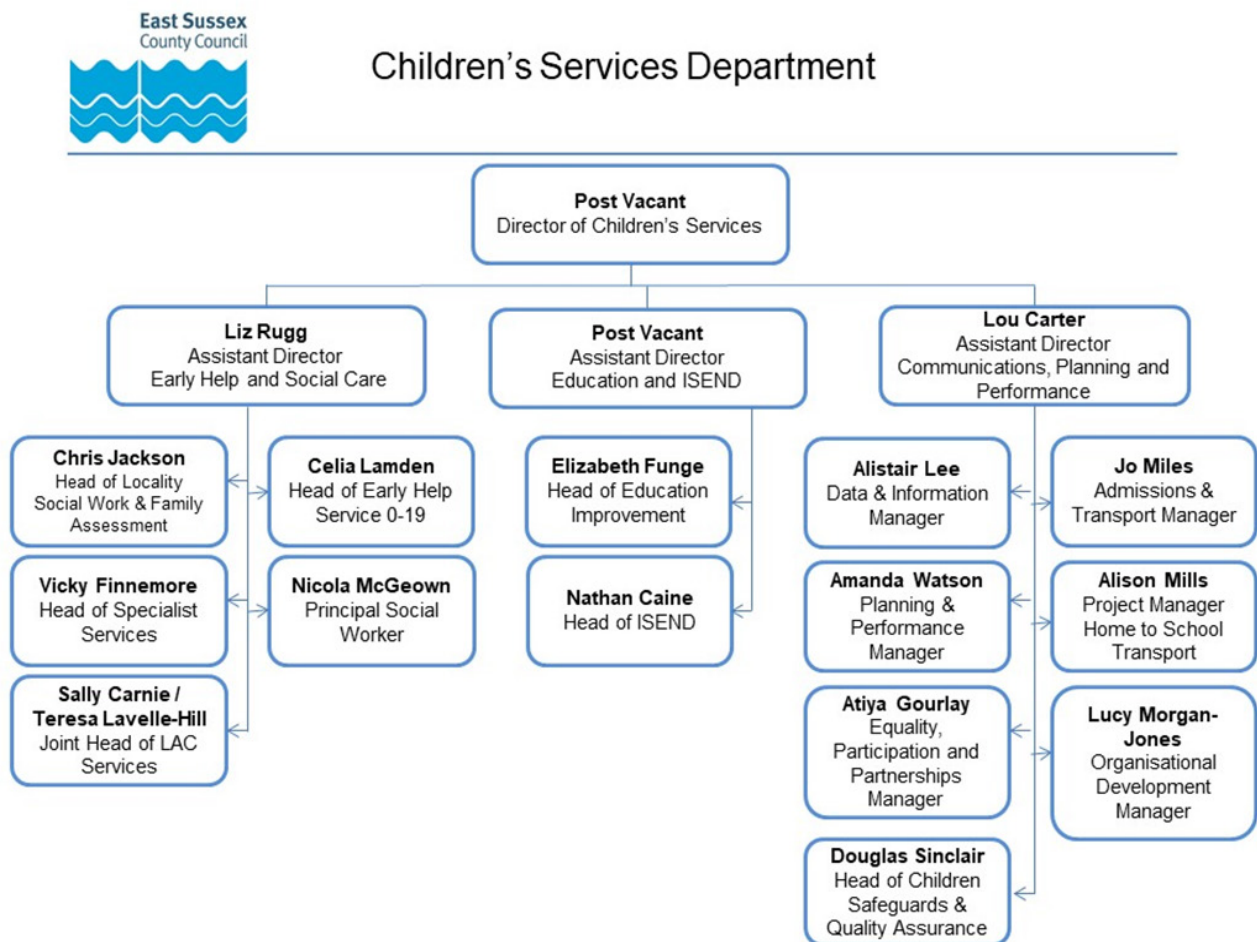 East Sussex
County Council
Children's Services Department
Post Vacant
Director of Children's Services
Liz Rugg
Assistant Director
Early Help and Social Care
Post Vacant
Assistant Director
Education and ISEND
Lou Carter
Assistant Director
Communications, Planning and
Performance
Chris Jackson
Head of Locality
Social Work & Family
Assessment
Celia Lamden
Head of Early Help
Service 0-19
Vicky Finnemore
Head of Specialist
Services
Nicola McGeown
Principal Social
Worker
Sally Carnie /
Teresa Lavelle-Hill
Joint Head of LAC
Services
Elizabeth Funge
Head of Education
Improvement
Nathan Caine
Head of ISEND
Alistair Lee
Data & Information
Manager
Jo Miles
Admissions &
Transport Manager
Amanda Watson
Planning &
Performance
Manager
Alison Mills
Project Manager
Home to School
Transport
Atiya Gourlay
Equality,
Participation and
Partnerships
Manager
Lucy Morgan-
Jones
Organisational
Development
Manager
Douglas Sinclair
Head of Children
Safeguards &
Quality Assurance